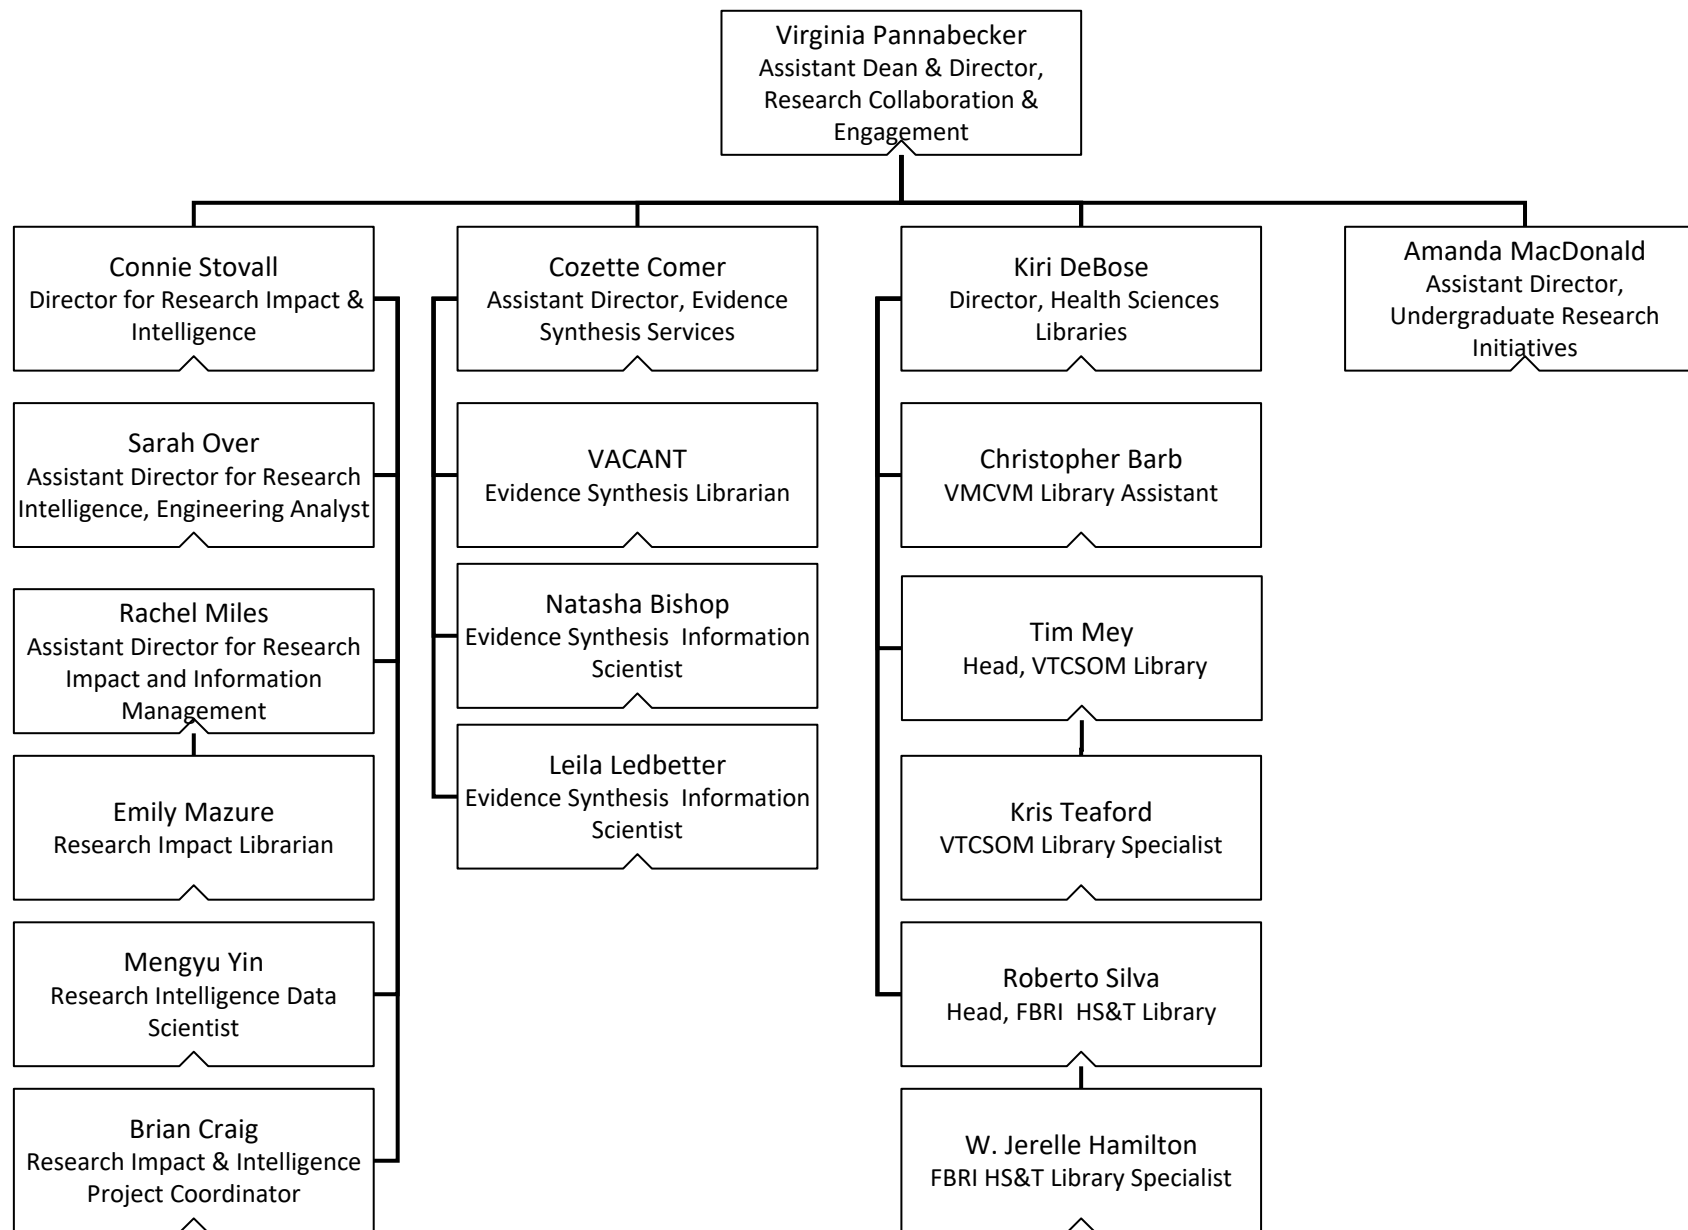 Virginia Pannabecker
Assistant Dean & Director,
Research Collaboration &
Engagement
Connie Stovall
Director for Research Impact &
Intelligence
Cozette Comer
Assistant Director, Evidence
Synthesis Services
Kiri DeBose
Director, Health Sciences
Libraries
Amanda MacDonald
Assistant Director,
Undergraduate Research
Initiatives
Sarah Over
Assistant Director for Research
Intelligence, Engineering Analyst
Rachel Miles
Assistant Director for Research
Impact and Information
Management
Emily Mazure
Research Impact Librarian
Mengyu Yin
Research Intelligence Data
Scientist
Brian Craig
Research Impact & Intelligence
Project Coordinator
VACANT
Evidence Synthesis Librarian
Natasha Bishop
Evidence Synthesis  Information
Scientist
Leila Ledbetter
Evidence Synthesis  Information
Scientist
Christopher Barb
VMCVM Library Assistant
Tim Mey
Head, VTCSOM Library
Kris Teaford
VTCSOM Library Specialist
Roberto Silva
Head, FBRI  HS&T Library
W. Jerelle Hamilton
FBRI HS&T Library Specialist